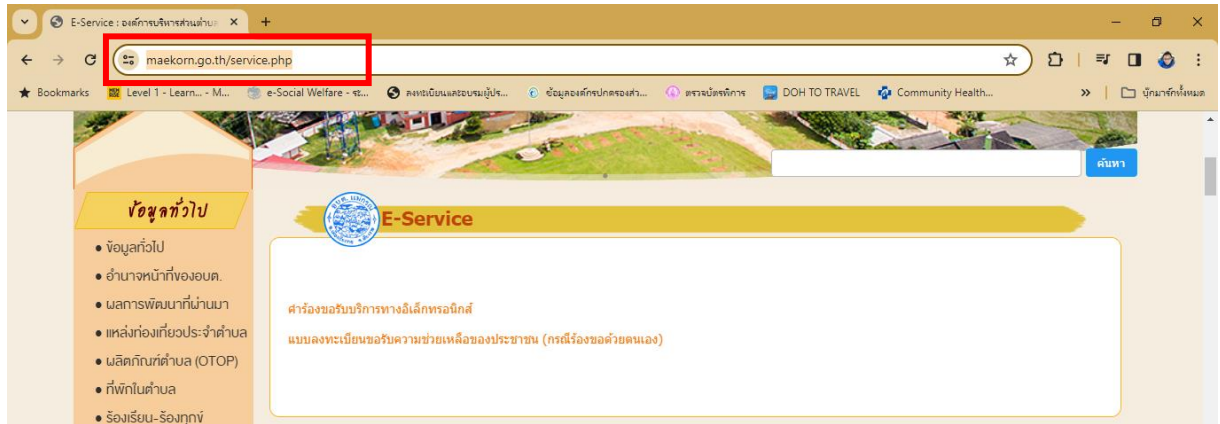 E-Service : องค์การบริหารส่วนตำบล
maekorn.go.th/service.php
Bookmarks
Level 1 - Learn... - M...
e-Social Welfare - ระ...
ลงทะเบียนและอบรมผู้ปร...
ข้อมูลองค์กรปกครองส่ว...
ตรวจบัตรพิการ
DOH TO TRAVEL
Community Health...
»
บุ๊กมาร์กทั้งหมด
ค้นหา
ข้อมูลทั่วไป
E-Service
ข้อมูลทั่วไป
อำนาจหน้าที่ของอบต.
ผลการพัฒนาที่ผ่านมา
แหล่งท่องเที่ยวประจำตำบล
ผลิตภัณฑ์ตำบล (OTOP)
ที่พักในตำบล
ร้องเรียน-ร้องทุกข์
คำร้องขอรับบริการทางอิเล็กทรอนิกส์
แบบลงทะเบียนขอรับความช่วยเหลือของประชาชน (กรณีร้องขอด้วยตนเอง)